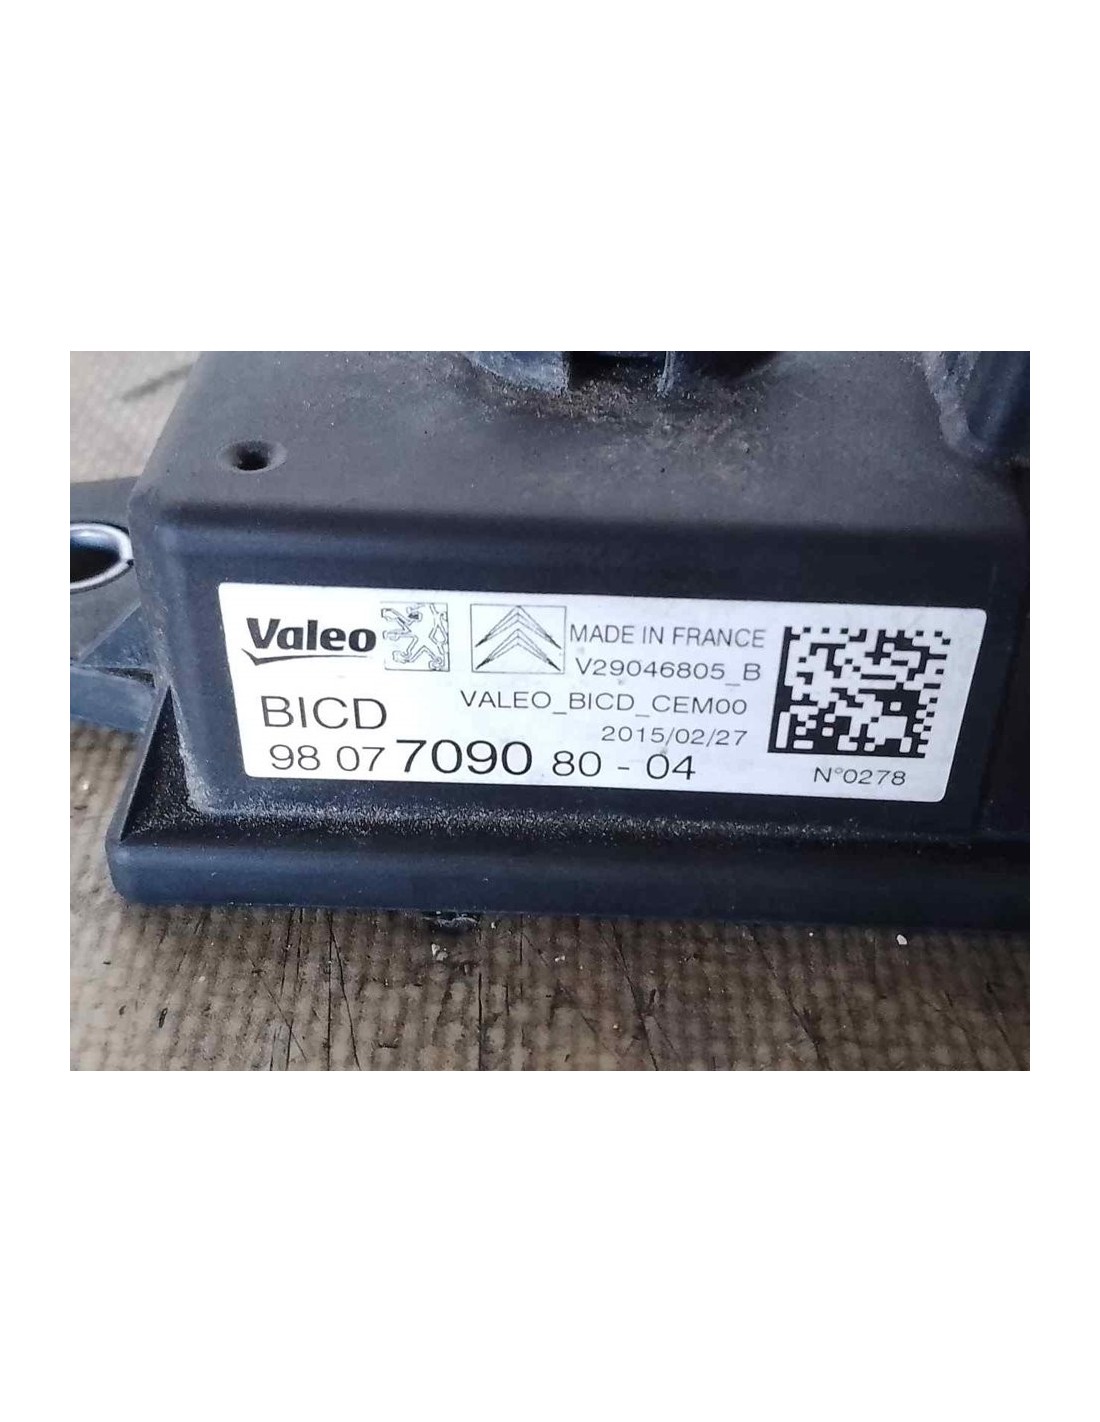 Valeo
MADE IN FRANCE
V29046805_B
VALEO_BICD_CEM00
BICD
2015/02/27
98 07 7090 80 - 04
N°0278